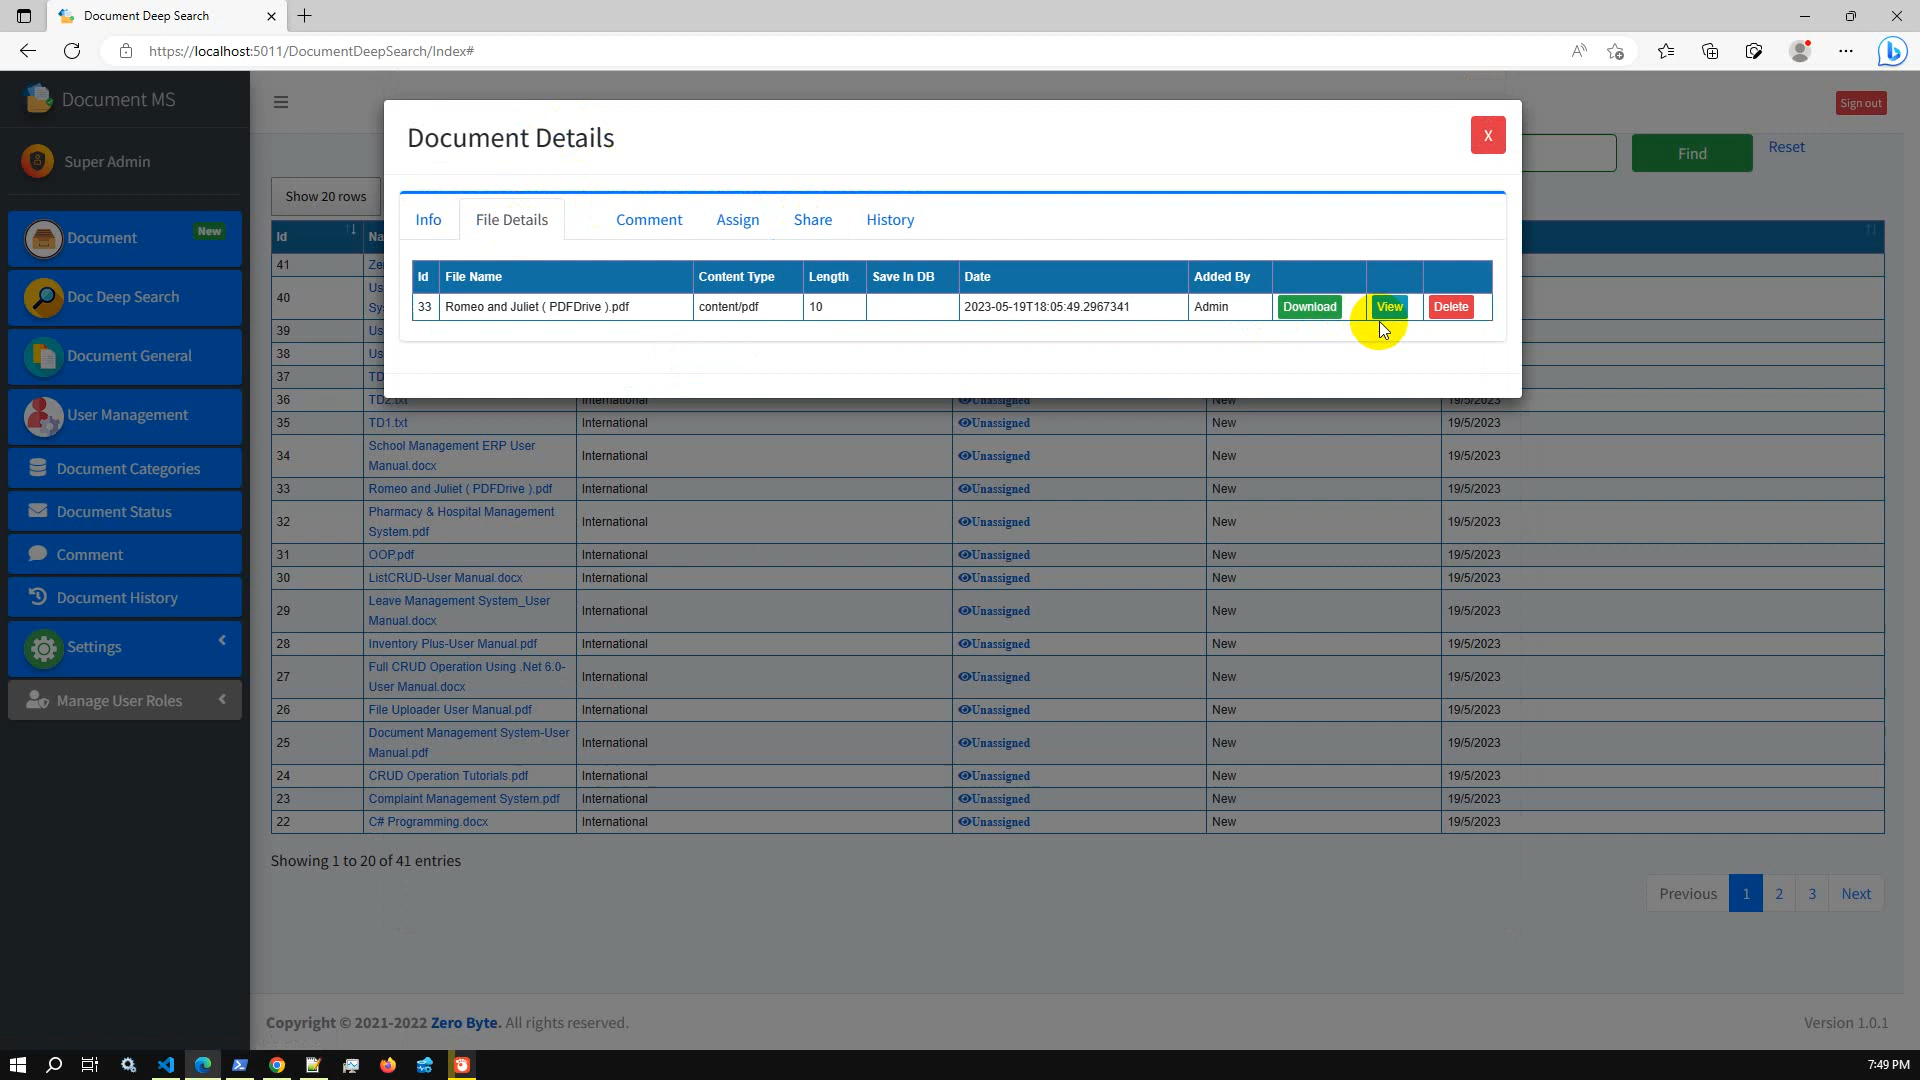 Document Deep Search
https://localhost:5011/DocumentDeepSearch/Index#
Document MS
Sign out
Super Admin
Document Details
X
Find
Reset
Show 20 rows
Info
File Details
Comment
Assign
Share
History
Document
New
Id
Id File Name Content Type Length Save In DB Date Added By
33 Romeo and Juliet ( PDFDrive ).pdf content/pdf 10 2023-05-19T18:05:49.2967341 Admin Download View Delete
41
40
39
38
37
36 TD2.txt International Unassigned New 19/5/2023
35 TD1.txt International Unassigned New 19/5/2023
34 School Management ERP User
Manual.docx International Unassigned New 19/5/2023
33 Romeo and Juliet ( PDFDrive ).pdf International Unassigned New 19/5/2023
32 Pharmacy & Hospital Management
System.pdf International Unassigned New 19/5/2023
31 OOP.pdf International Unassigned New 19/5/2023
30 ListCRUD-User Manual.docx International Unassigned New 19/5/2023
29 Leave Management System_User
Manual.docx International Unassigned New 19/5/2023
28 Inventory Plus-User Manual.pdf International Unassigned New 19/5/2023
27 Full CRUD Operation Using .Net 6.0-
User Manual.docx International Unassigned New 19/5/2023
26 File Uploader User Manual.pdf International Unassigned New 19/5/2023
25 Document Management System-User
Manual.pdf International Unassigned New 19/5/2023
24 CRUD Operation Tutorials.pdf International Unassigned New 19/5/2023
23 Complaint Management System.pdf International Unassigned New 19/5/2023
22 C# Programming.docx International Unassigned New 19/5/2023
Doc Deep Search
Document General
User Management
Document Categories
Document Status
Comment
Document History
Settings
Manage User Roles
Showing 1 to 20 of 41 entries
Previous 1 2 3 Next
Copyright © 2021-2022 Zero Byte. All rights reserved.
Version 1.0.1
7:49 PM